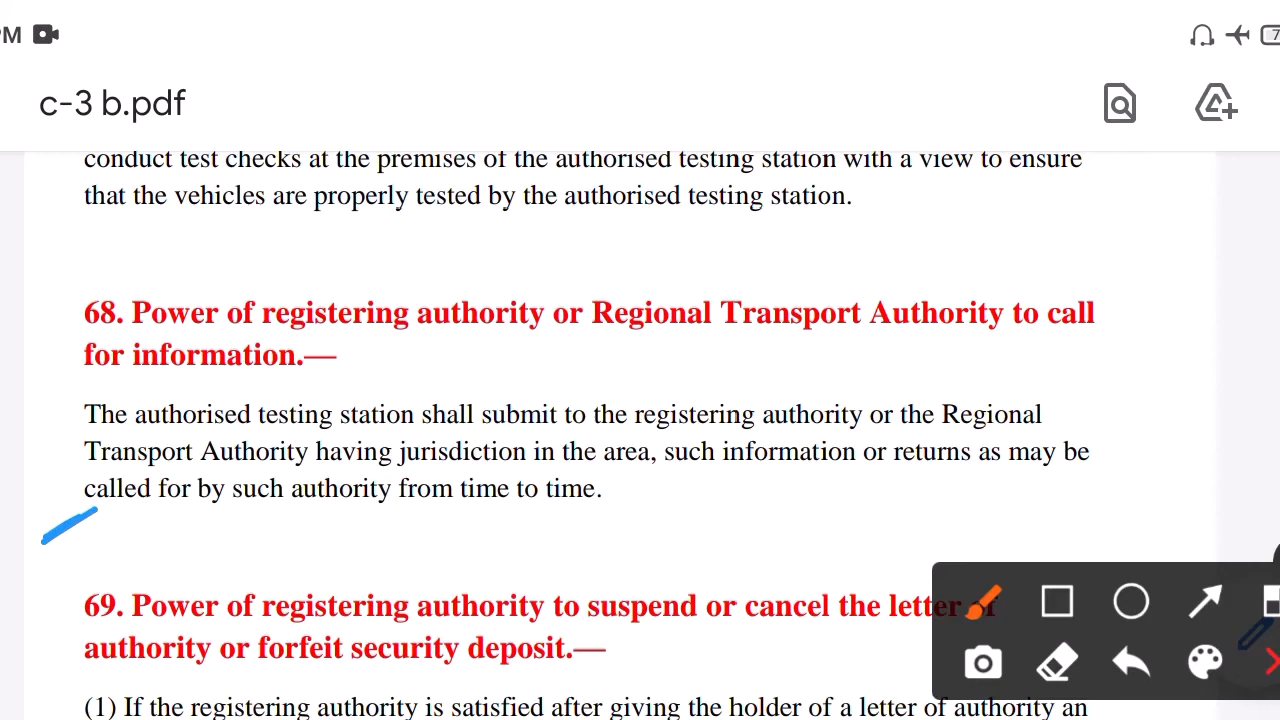 PM
7
c-3 b.pdf
conduct test checks at the premises of the authorised testing station with a view to ensure
that the vehicles are properly tested by the authorised testing station.
68. Power of registering authority or Regional Transport Authority to call
for information.—
The authorised testing station shall submit to the registering authority or the Regional
Transport Authority having jurisdiction in the area, such information or returns as may be
called for by such authority from time to time.
69. Power of registering authority to suspend or cancel the letter of
authority or forfeit security deposit.—
(1) If the registering authority is satisfied after giving the holder of a letter of authority an